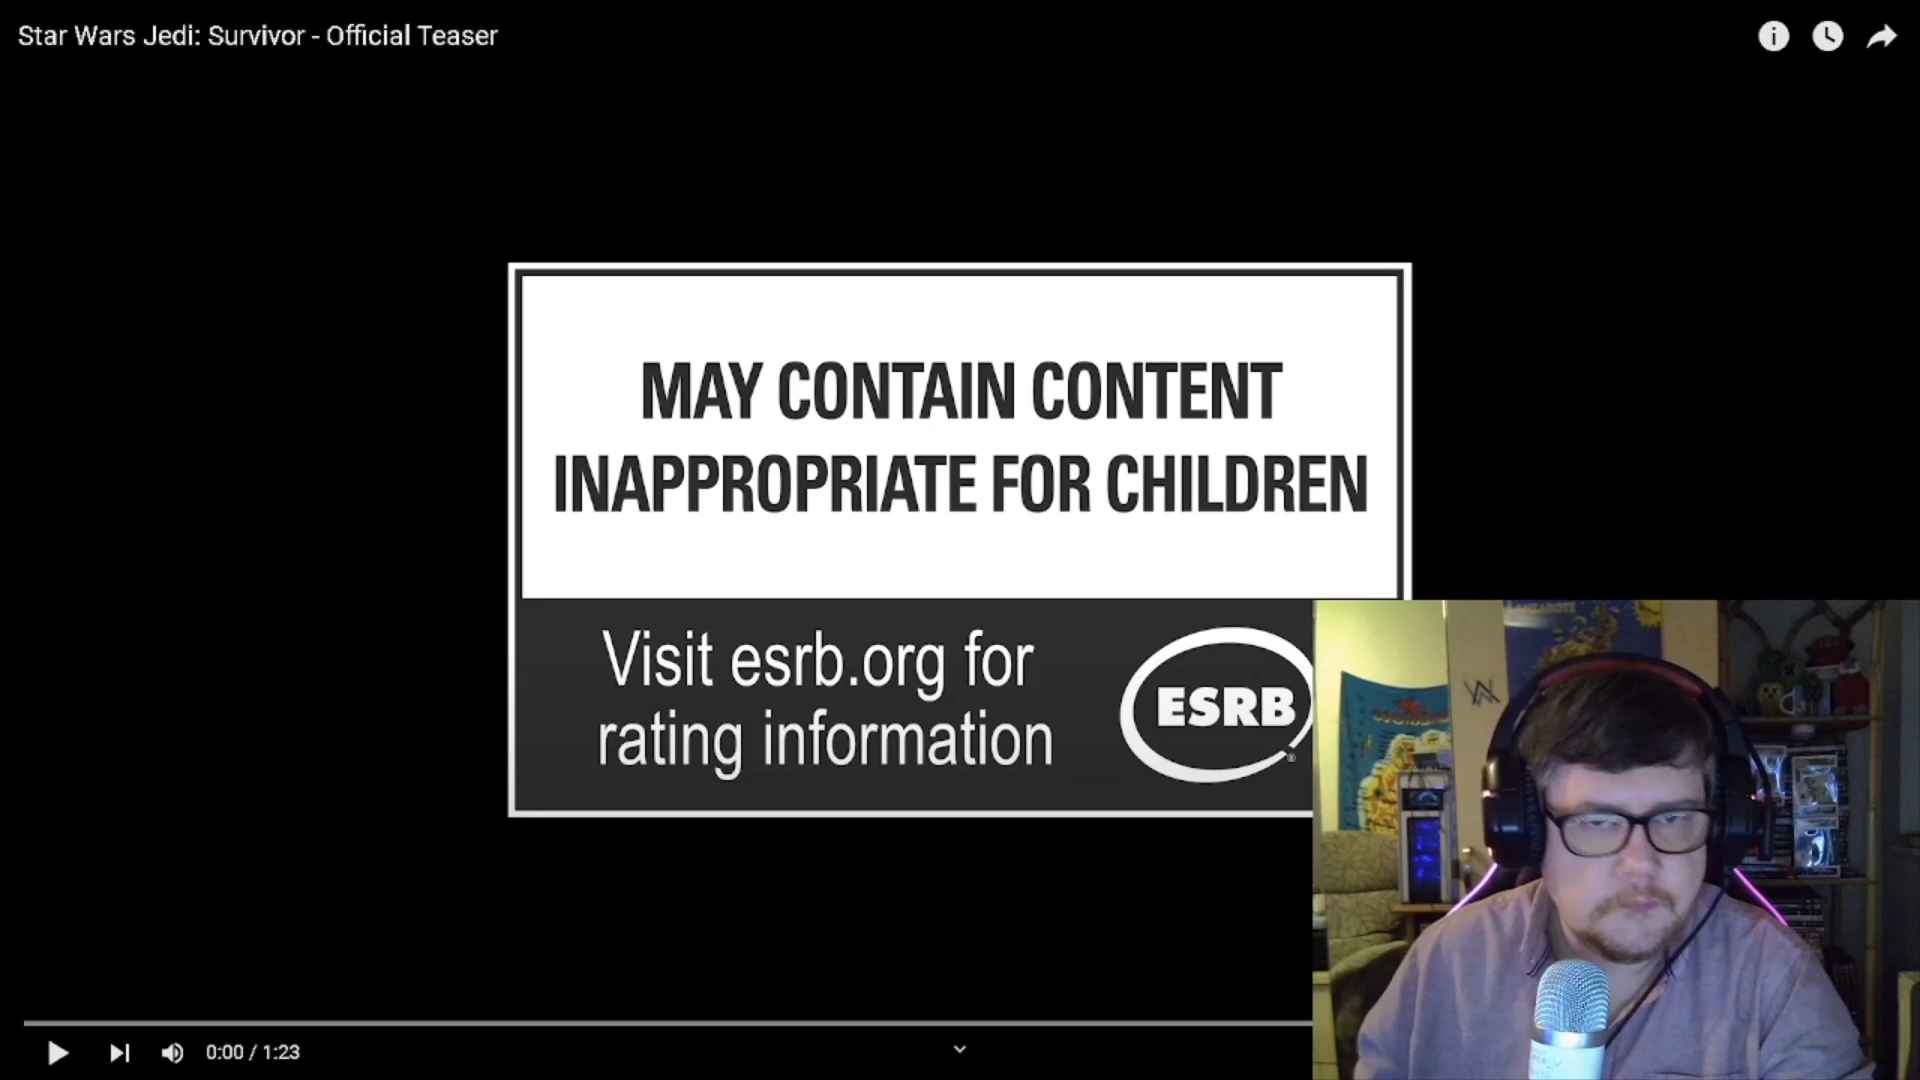 Star Wars Jedi: Survivor - Official Teaser
MAY CONTAIN CONTENT
INAPPROPRIATE FOR CHILDREN
Visit esrb.org for
rating information
ESRB
®
LANZAROTE
0:00 / 1:23